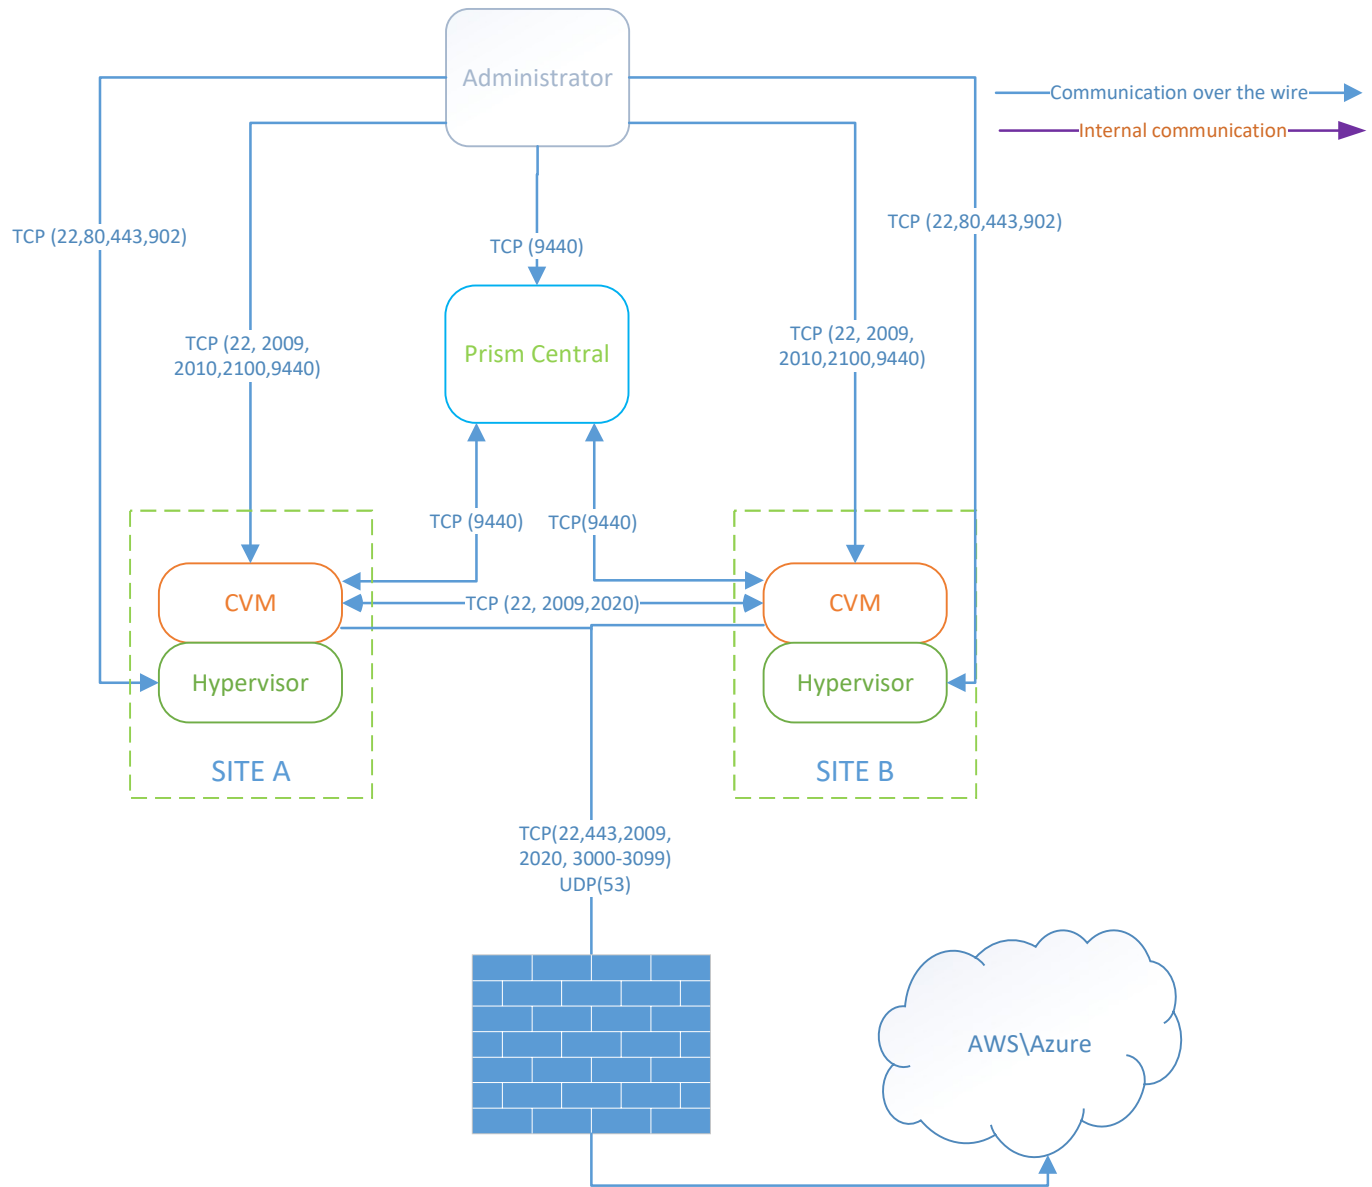 Administrator
Communication over the wire
Internal communication
TCP (22,80,443,902)
TCP (22,80,443,902)
TCP (9440)
TCP (22, 2009,
2010,2100,9440)
Prism Central
TCP (22, 2009,
2010,2100,9440)
TCP (9440)
TCP(9440)
CVM
TCP (22, 2009,2020)
CVM
Hypervisor
Hypervisor
SITE A
SITE B
TCP(22,443,2009,
2020, 3000-3099)
UDP(53)
AWS\Azure